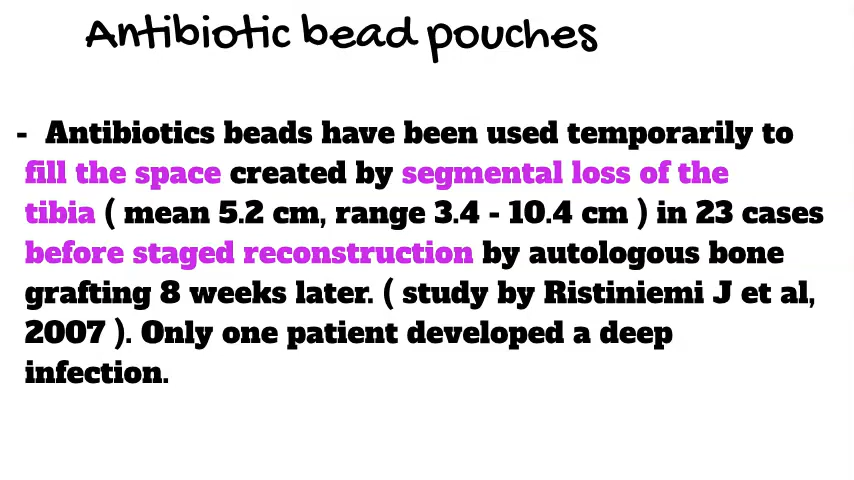 Antibiotic bead pouches
- Antibiotics beads have been used temporarily to
fill the space created by segmental loss of the
tibia ( mean 5.2 cm, range 3.4 - 10.4 cm ) in 23 cases
before staged reconstruction by autologous bone
grafting 8 weeks later. ( study by Ristiniemi J et al,
2007 ). Only one patient developed a deep
infection.